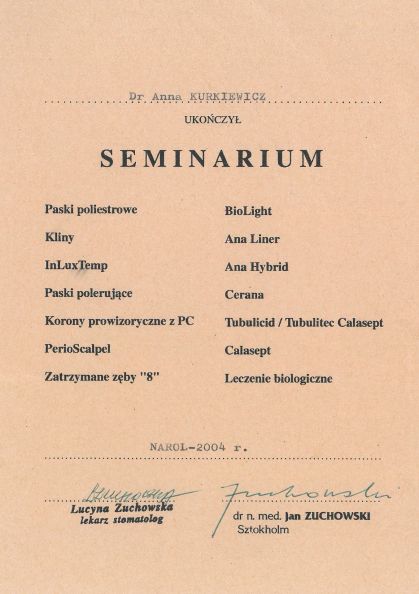 Dr Anna KURKIEWICZ
UKOŃCZYŁ
SEMINARIUM
Paski poliestrowe
Kliny
InLuxTemp
Paski polerujące
Korony prowizoryczne z PC
PerioScalpel
Zatrzymane zęby "8"
BioLight
Ana Liner
Ana Hybrid
Cerana
Tubulicid / Tubulitec Calasept
Calasept
Leczenie biologiczne
NAROL-2004 r.
Lucyna Żuchowska
lekarz stomatolog
Żuchowski
dr n. med. Jan ZUCHOWSKI
Sztokholm